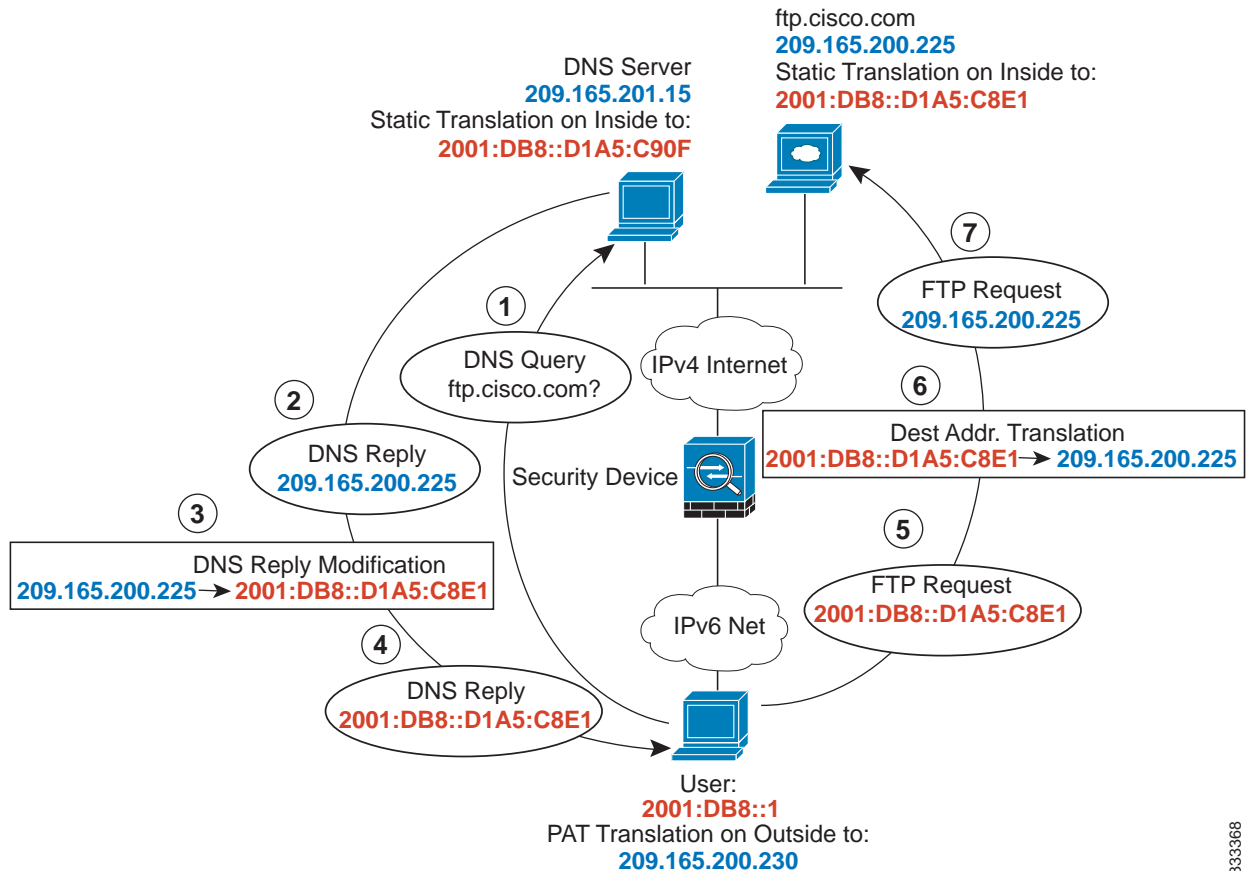 ftp.cisco.com
209.165.200.225
Static Translation on Inside to:
2001:DB8::D1A5:C8E1
DNS Server
209.165.201.15
Static Translation on Inside to:
2001:DB8::D1A5:C90F
7
FTP Request
209.165.200.225
1
DNS Query
ftp.cisco.com?
IPv4 Internet
2
DNS Reply
209.165.200.225
6
Dest Addr. Translation
2001:DB8::D1A5:C8E1 → 209.165.200.225
Security Device
3
DNS Reply Modification
209.165.200.225 → 2001:DB8::D1A5:C8E1
5
FTP Request
2001:DB8::D1A5:C8E1
IPv6 Net
4
DNS Reply
2001:DB8::D1A5:C8E1
User:
2001:DB8::1
PAT Translation on Outside to:
209.165.200.230
333368